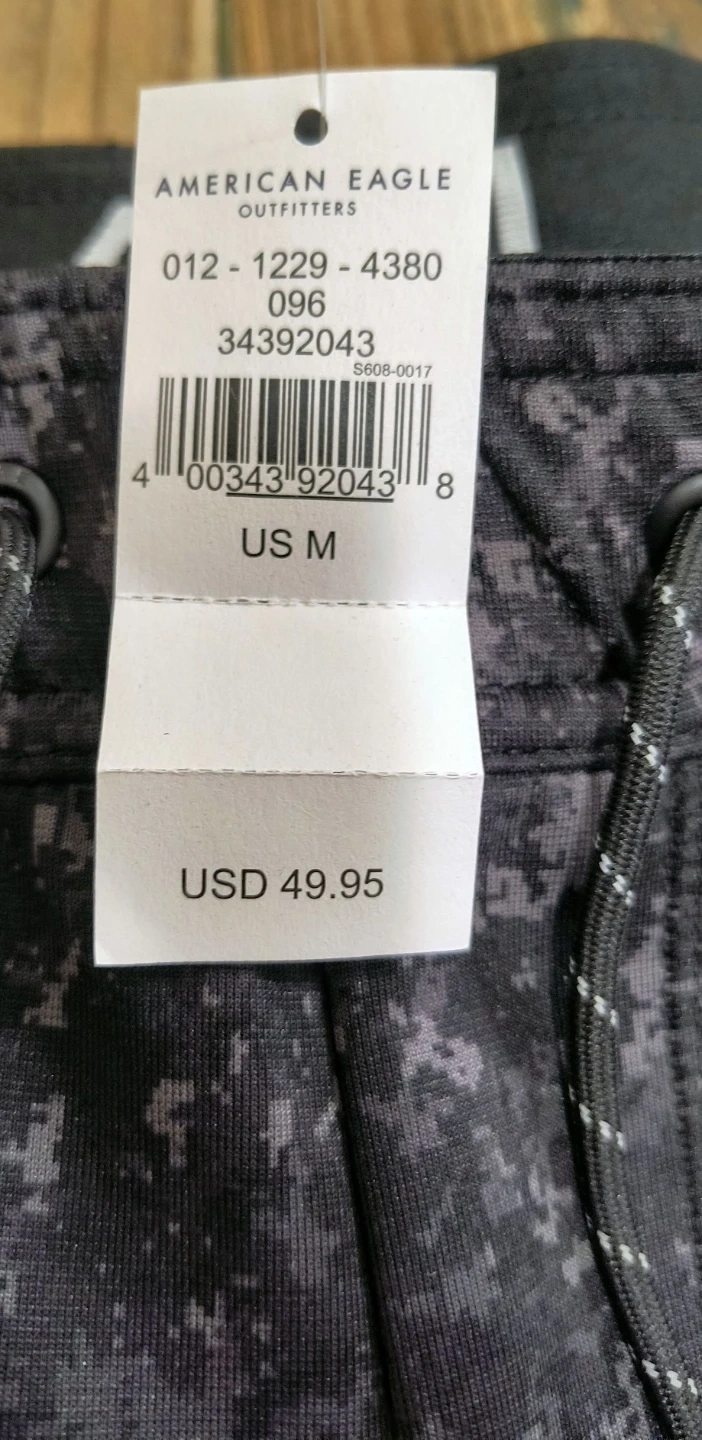 AMERICAN EAGLE
OUTFITTERS
012 - 1229 - 4380
096
34392043
S608-0017
4 00343 92043 8
US M
USD 49.95